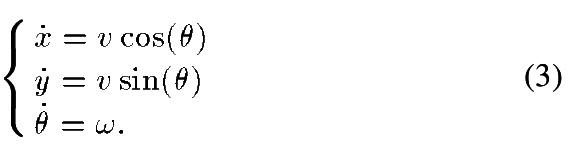 ẋ = v cos(θ)
ẏ = v sin(θ) (3)
θ̇ = ω.